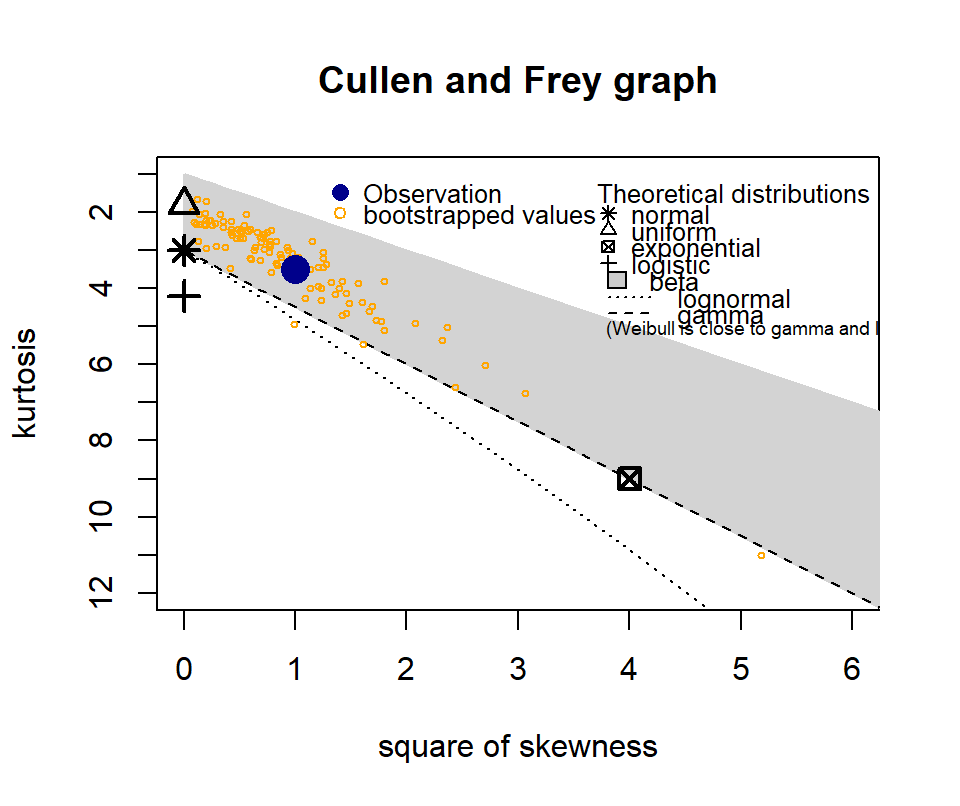 Cullen and Frey graph
Observation
bootstrapped values
Theoretical distributions
normal
uniform
exponential
logistic
beta
lognormal
gamma
(Weibull is close to gamma and l
kurtosis
2
4
6
8
10
12
0 1 2 3 4 5 6
square of skewness